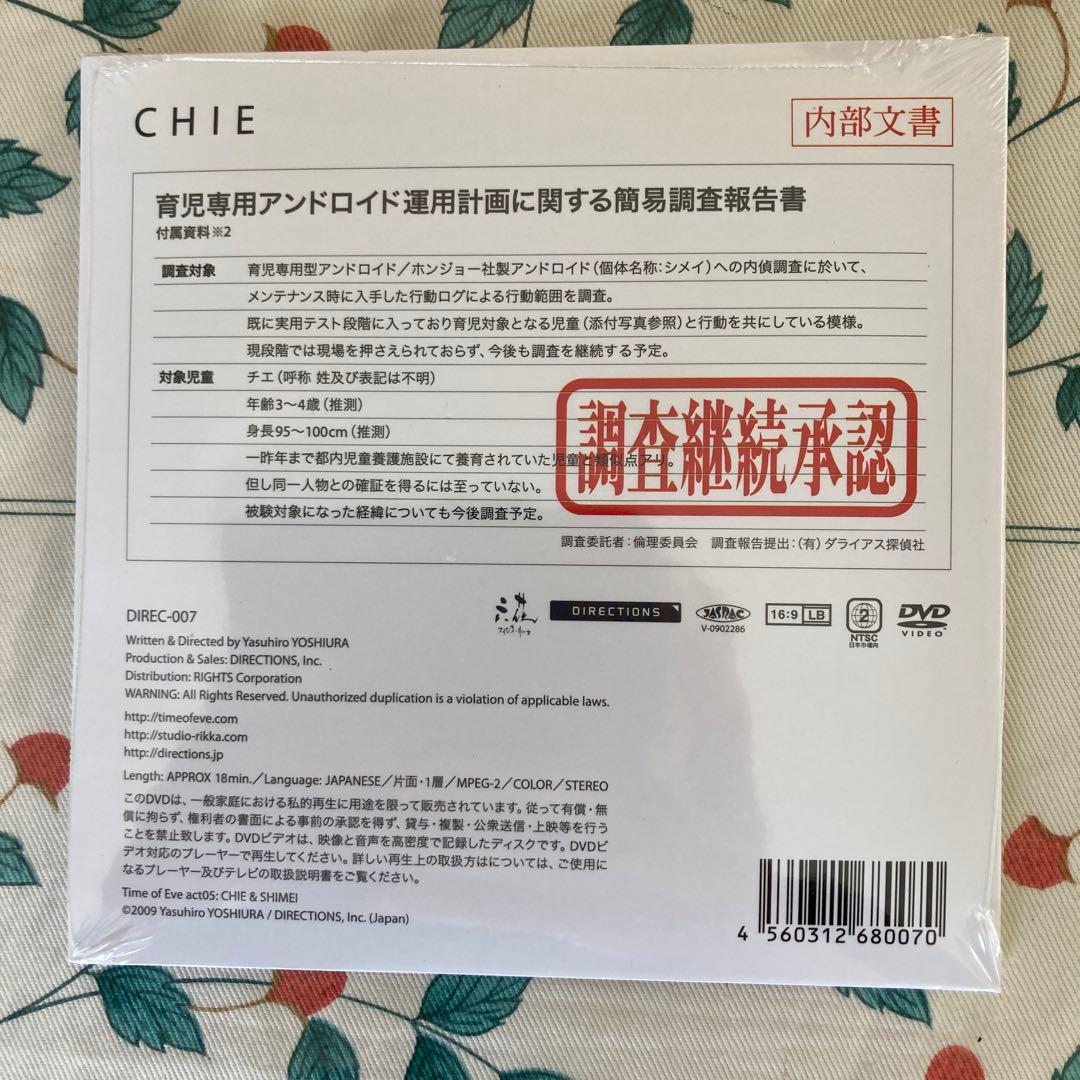 CHIE
内部文書
育児専用アンドロイド運用計画に関する簡易調査報告書
付属資料※2
調査対象 育児専用型アンドロイド／ホンジョー社製アンドロイド（個体名称：シメイ）への内偵調査に於いて、
メンテナンス時に入手した行動ログによる行動範囲を調査。
既に実用テスト段階に入っており育児対象となる児童（添付写真参照）と行動を共にしている模様。
現段階では現場を押さえられておらず、今後も調査を継続する予定。
対象児童 チエ（呼称 姓及び表記は不明）
年齢3〜4歳（推測）
身長95〜100cm（推測）
一昨年まで都内児童養護施設にて養育されていた児童と類似点アリ。
但し同一人物との確証を得るには至っていない。
被験対象になった経緯についても今後調査予定。
調査継続承認
調査委託者：倫理委員会 調査報告提出：（有）ダライアス探偵社
DIREC-007
DIRECTIONS
JASRAC
V-0902286
16:9 LB
2
NTSC
日本市場向
DVD
VIDEO
Written & Directed by Yasuhiro YOSHIURA
Production & Sales: DIRECTIONS, Inc.
Distribution: RIGHTS Corporation
WARNING: All Rights Reserved. Unauthorized duplication is a violation of applicable laws.
http://timeofeve.com
http://studio-rikka.com
http://directions.jp
Length: APPROX 18min.／Language: JAPANESE／片面・1層／MPEG-2／COLOR／STEREO
このDVDは、一般家庭における私的再生に用途を限って販売されています。従って有償・無
償に拘らず、権利者の書面による事前の承認を得ず、貸与・複製・公衆送信・上映等を行う
ことを禁止致します。DVDビデオは、映像と音声を高密度で記録したディスクです。DVDビ
デオ対応のプレーヤーで再生してください。詳しい再生上の取扱方はについては、ご使用に
なるプレーヤー及びテレビの取扱説明書をご覧ください。
Time of Eve act05: CHIE & SHIMEI
©2009 Yasuhiro YOSHIURA / DIRECTIONS, Inc. (Japan)
4 560312 680070